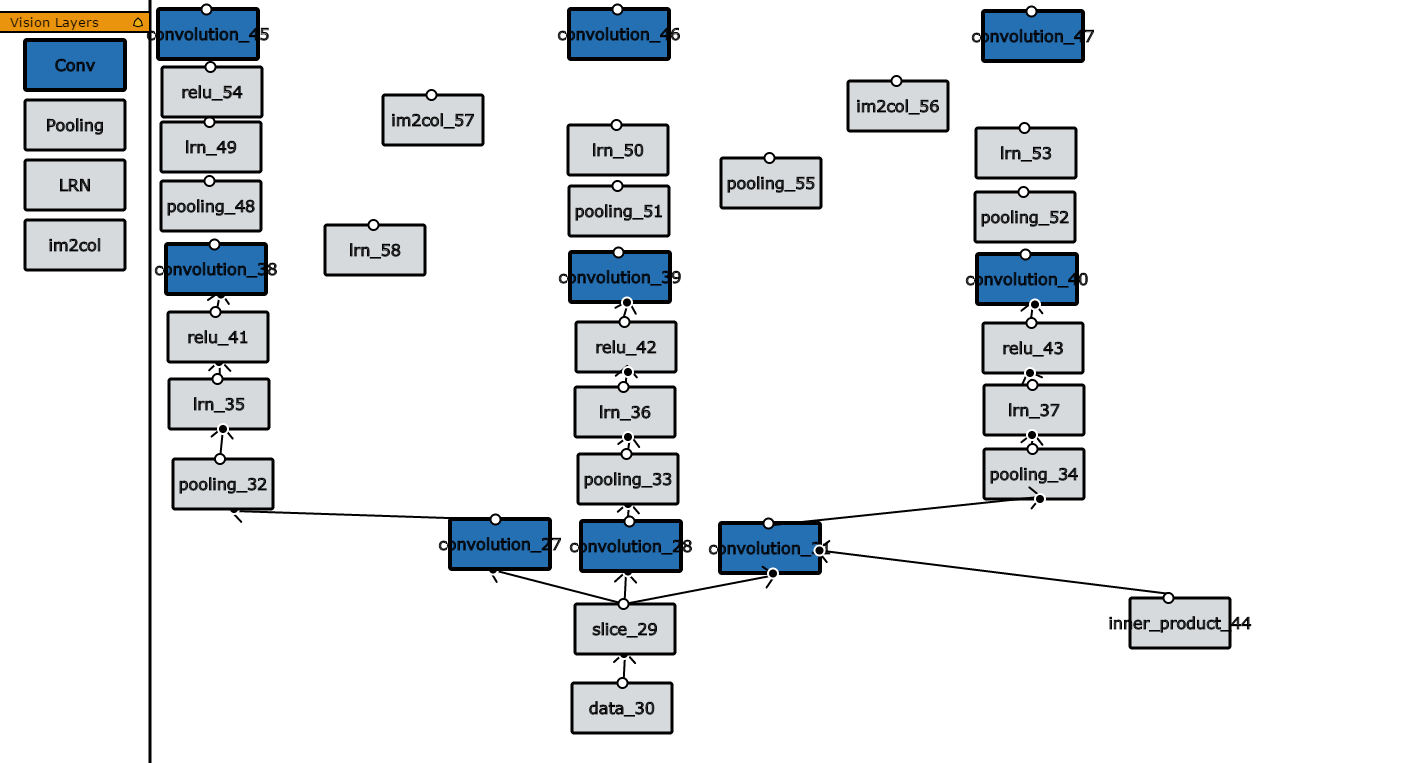 Vision Layers
Conv
Pooling
LRN
im2col
convolution_45
convolution_46
convolution_47
relu_54
im2col_57
im2col_56
lrn_49
lrn_50
lrn_53
pooling_55
pooling_48
pooling_51
pooling_52
lrn_58
convolution_38
convolution_39
convolution_40
relu_41
relu_42
relu_43
lrn_35
lrn_36
lrn_37
pooling_32
pooling_33
pooling_34
convolution_27
convolution_28
convolution_31
slice_29
inner_product_44
data_30